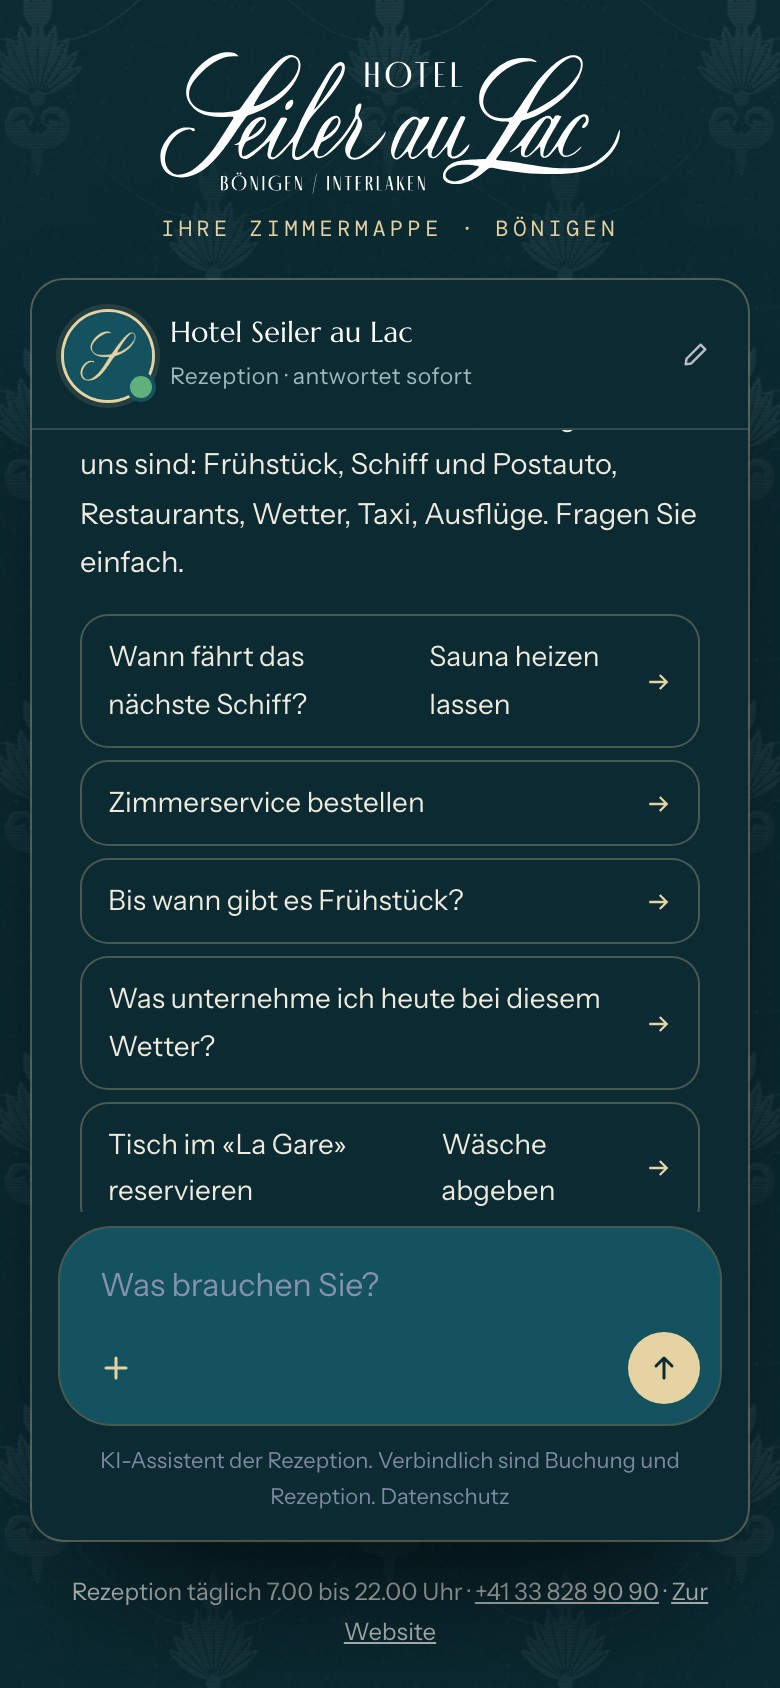 HOTEL
Seiler au Lac
BÖNIGEN / INTERLAKEN
IHRE ZIMMERMAPPE · BÖNIGEN
S
Hotel Seiler au Lac
Rezeption · antwortet sofort
uns sind: Frühstück, Schiff und Postauto,
Restaurants, Wetter, Taxi, Ausflüge. Fragen Sie
einfach.
Wann fährt das
nächste Schiff?
Sauna heizen
lassen
→
Zimmerservice bestellen →
Bis wann gibt es Frühstück? →
Was unternehme ich heute bei diesem
Wetter?
→
Tisch im «La Gare»
reservieren
Wäsche
abgeben
→
Was brauchen Sie?
KI-Assistent der Rezeption. Verbindlich sind Buchung und
Rezeption. Datenschutz
Rezeption täglich 7.00 bis 22.00 Uhr · +41 33 828 90 90 · Zur
Website